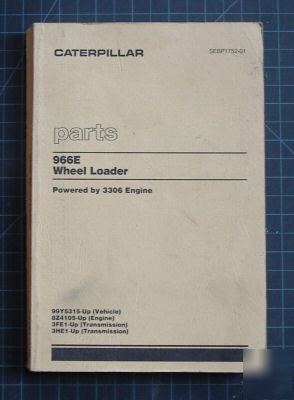 CATERPILLAR
SEBP1752-01
parts
966E
Wheel Loader
Powered by 3306 Engine
99Y5315-Up (Vehicle)
8Z4105-Up (Engine)
3FE1-Up (Transmission)
3HE1-Up (Transmission)